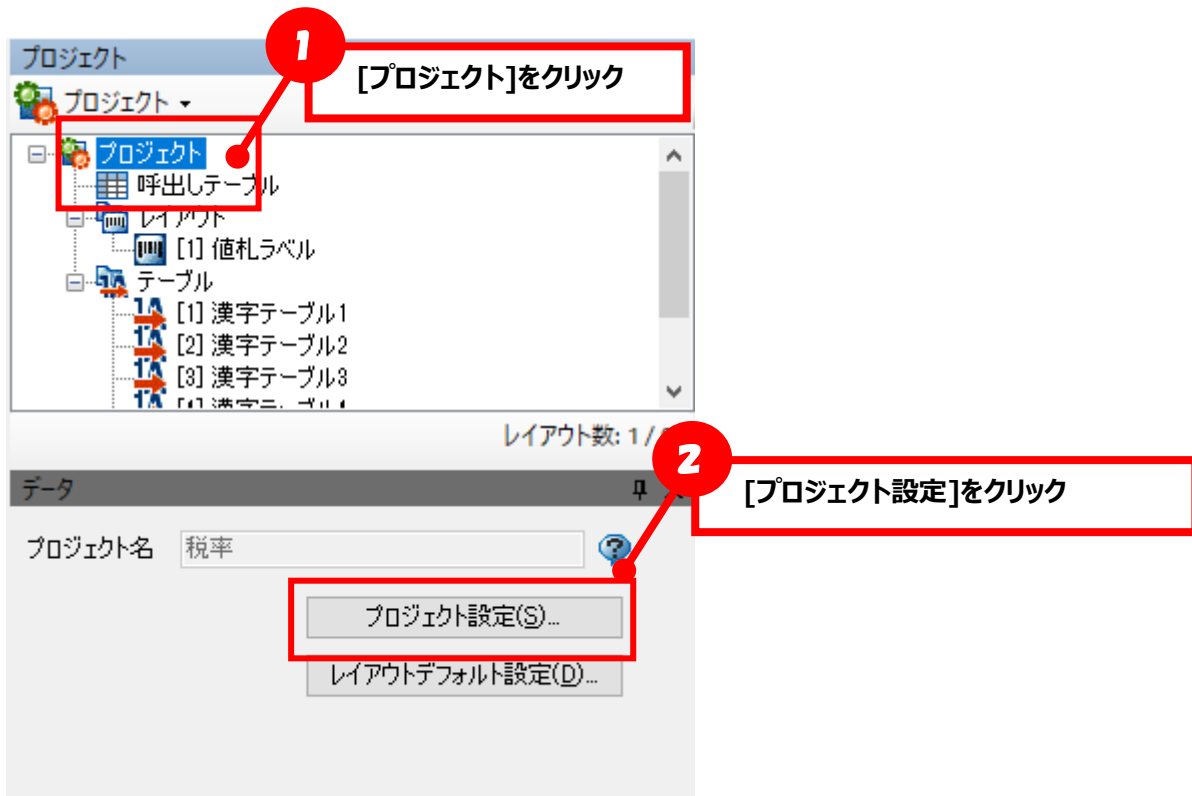 プロジェクト
1
[プロジェクト]をクリック
プロジェクト
プロジェクト
呼出しテーブル
レイアウト
[1] 値札ラベル
テーブル
[1] 漢字テーブル1
[2] 漢字テーブル2
[3] 漢字テーブル3
レイアウト数: 1 /
2
データ
[プロジェクト設定]をクリック
プロジェクト名 税率
プロジェクト設定(S)...
レイアウトデフォルト設定(D)...